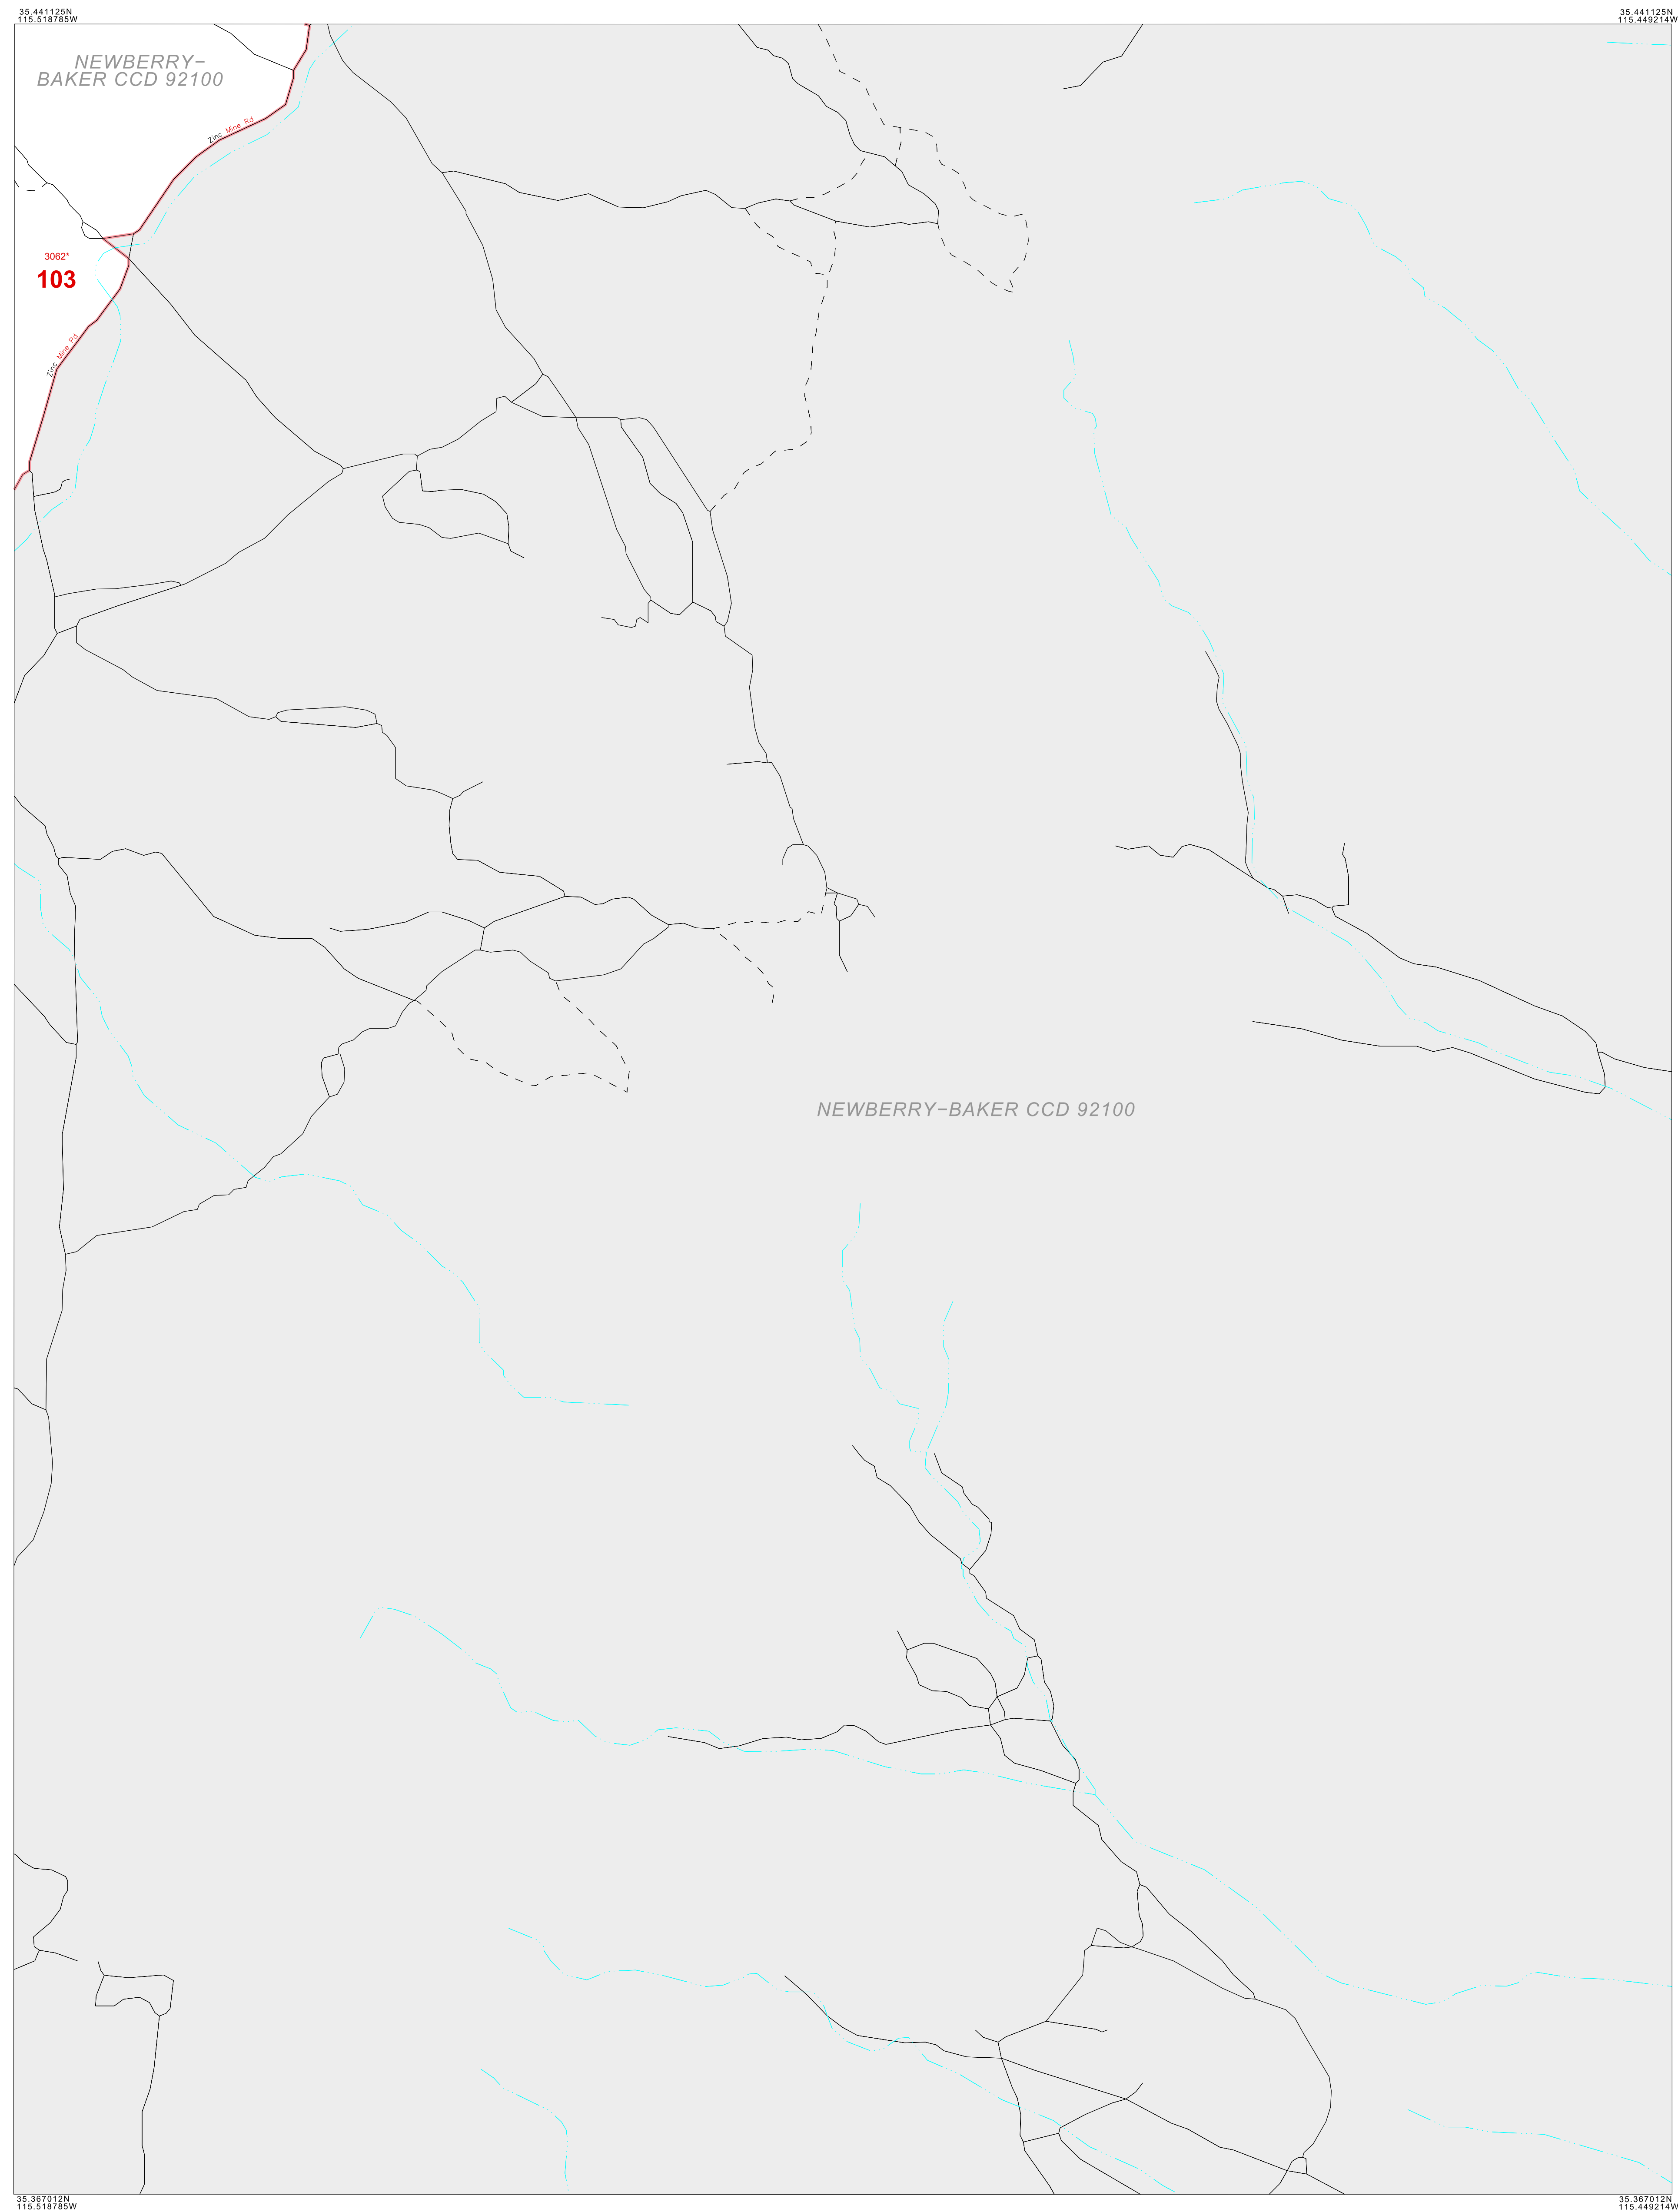 35.441125N
115.518785W
35.441125N
115.449214W
NEWBERRY-
BAKER CCD 92100
Zinc Mine Rd
3062*
103
Zinc Mine Rd
NEWBERRY-BAKER CCD 92100
35.367012N
115.518785W
35.367012N
115.449214W